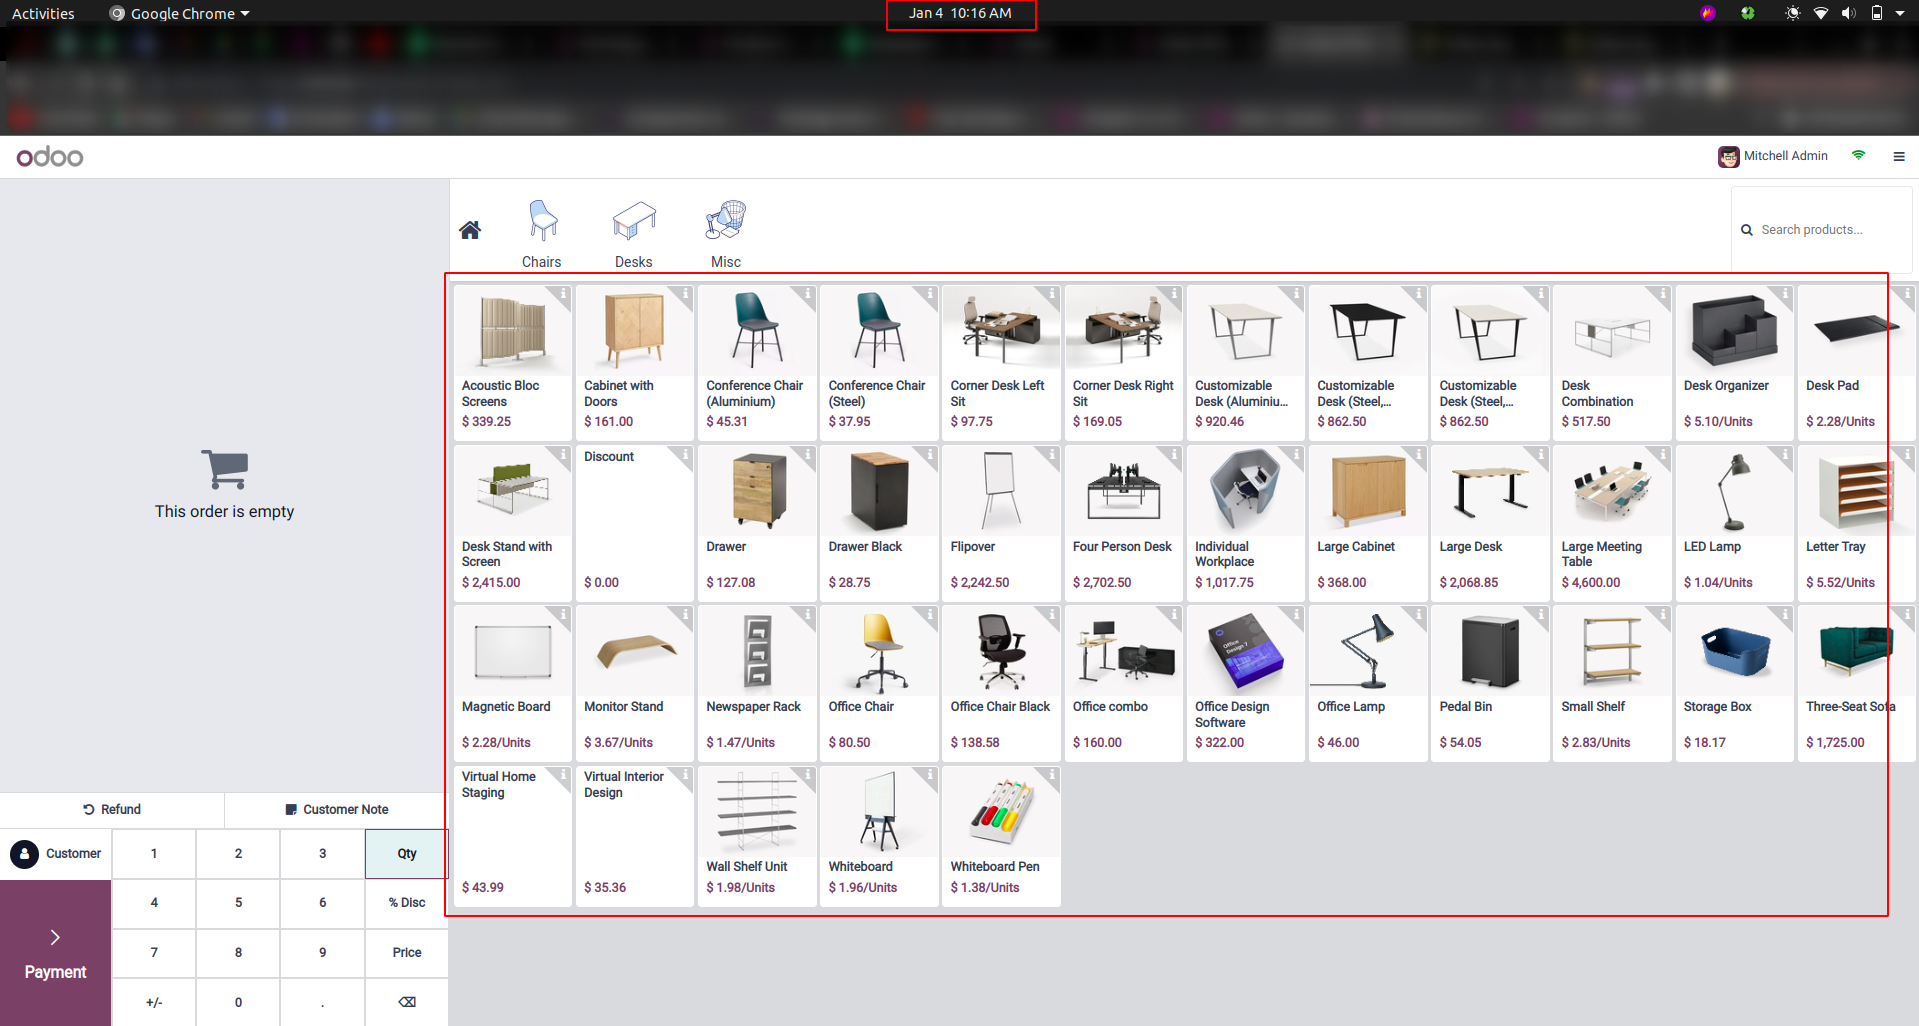 Activities
Google Chrome
Jan 4 10:16 AM
odoo
Mitchell Admin
Chairs
Desks
Misc
Search products...
This order is empty
Acoustic Bloc
Screens
$ 339.25
Cabinet with
Doors
$ 161.00
Conference Chair
(Aluminium)
$ 45.31
Conference Chair
(Steel)
$ 37.95
Corner Desk Left
Sit
$ 97.75
Corner Desk Right
Sit
$ 169.05
Customizable
Desk (Aluminiu...
$ 920.46
Customizable
Desk (Steel,...
$ 862.50
Customizable
Desk (Steel,...
$ 862.50
Desk
Combination
$ 517.50
Desk Organizer
$ 5.10/Units
Desk Pad
$ 2.28/Units
Desk Stand with
Screen
$ 2,415.00
Discount
$ 0.00
Drawer
$ 127.08
Drawer Black
$ 28.75
Flipover
$ 2,242.50
Four Person Desk
$ 2,702.50
Individual
Workplace
$ 1,017.75
Large Cabinet
$ 368.00
Large Desk
$ 2,068.85
Large Meeting
Table
$ 4,600.00
LED Lamp
$ 1.04/Units
Letter Tray
$ 5.52/Units
Magnetic Board
$ 2.28/Units
Monitor Stand
$ 3.67/Units
Newspaper Rack
$ 1.47/Units
Office Chair
$ 80.50
Office Chair Black
$ 138.58
Office combo
$ 160.00
Office
Design 7
Office Design
Software
$ 322.00
Office Lamp
$ 46.00
Pedal Bin
$ 54.05
Small Shelf
$ 2.83/Units
Storage Box
$ 18.17
Three-Seat Sofa
$ 1,725.00
Virtual Home
Staging
$ 43.99
Virtual Interior
Design
$ 35.36
Wall Shelf Unit
$ 1.98/Units
Whiteboard
$ 1.96/Units
Whiteboard Pen
$ 1.38/Units
Refund
Customer Note
Customer
1
2
3
Qty
4
5
6
% Disc
Payment
7
8
9
Price
+/-
0
.